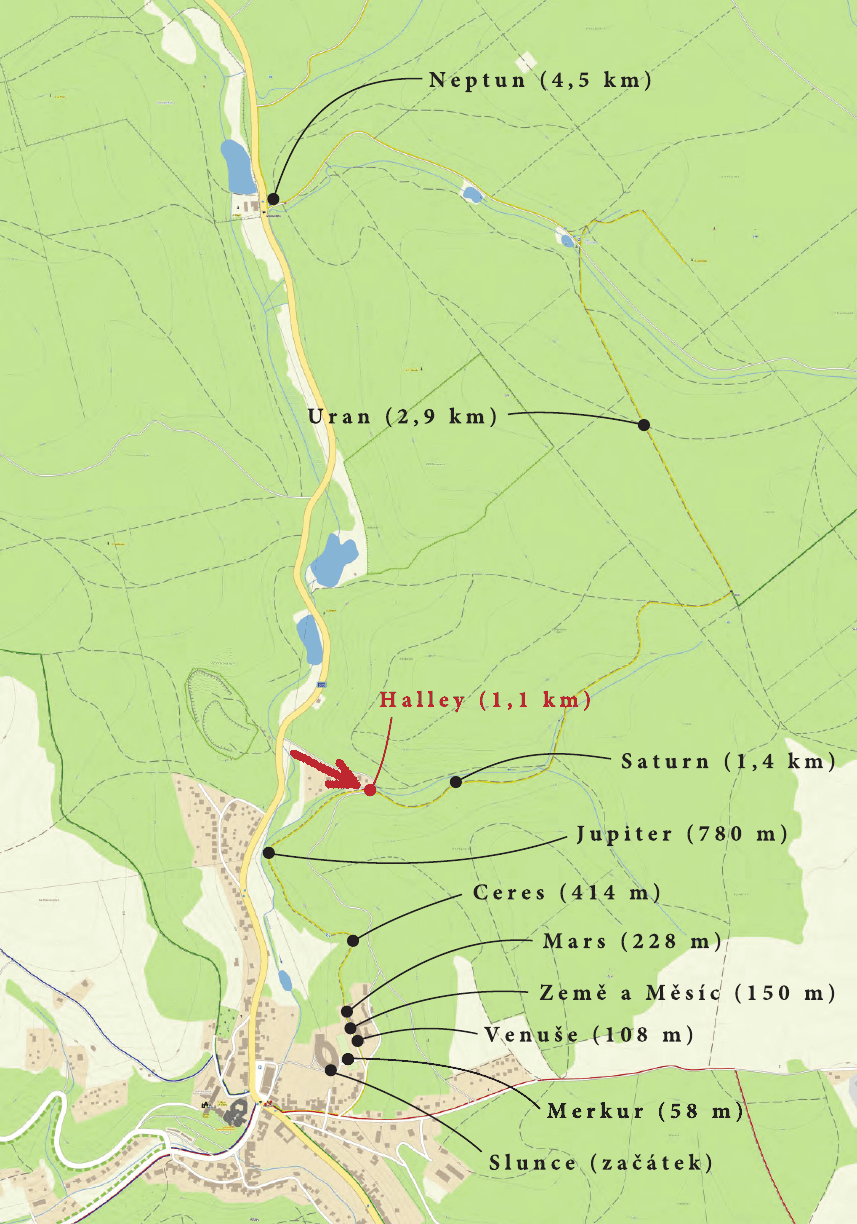 Neptun (4,5 km)
Uran (2,9 km)
Halley (1,1 km)
Saturn (1,4 km)
Jupiter (780 m)
Ceres (414 m)
Mars (228 m)
Země a Měsíc (150 m)
Venuše (108 m)
Merkur (58 m)
Slunce (začátek)